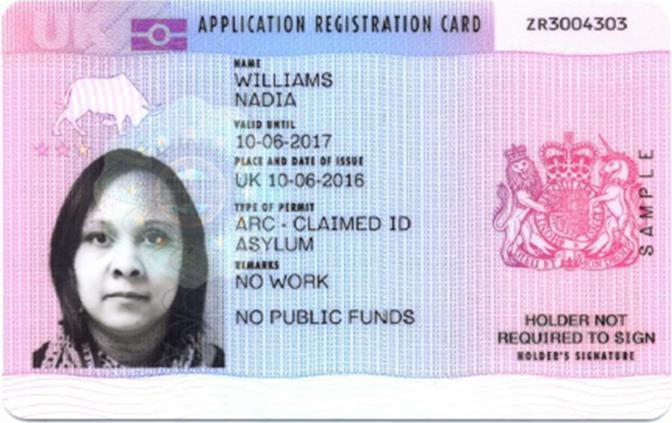 UK
APPLICATION REGISTRATION CARD
ZR3004303
NAME
WILLIAMS
NADIA
VALID UNTIL
10-06-2017
PLACE AND DATE OF ISSUE
UK 10-06-2016
TYPE OF PERMIT
ARC - CLAIMED ID
ASYLUM
REMARKS
NO WORK
NO PUBLIC FUNDS
SAMPLE
HOLDER NOT
REQUIRED TO SIGN
HOLDER'S SIGNATURE